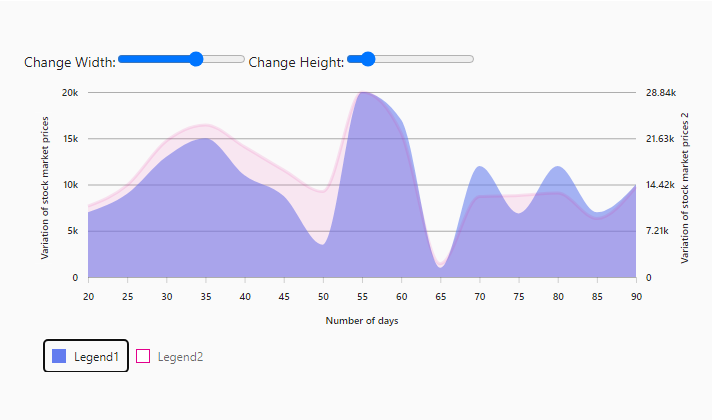 Change Width: Change Height:
Variation of stock market prices
20k
15k
10k
5k
0
28.84k
21.63k
14.42k
7.21k
0
Variation of stock market prices 2
20 25 30 35 40 45 50 55 60 65 70 75 80 85 90
Number of days
Legend1 Legend2